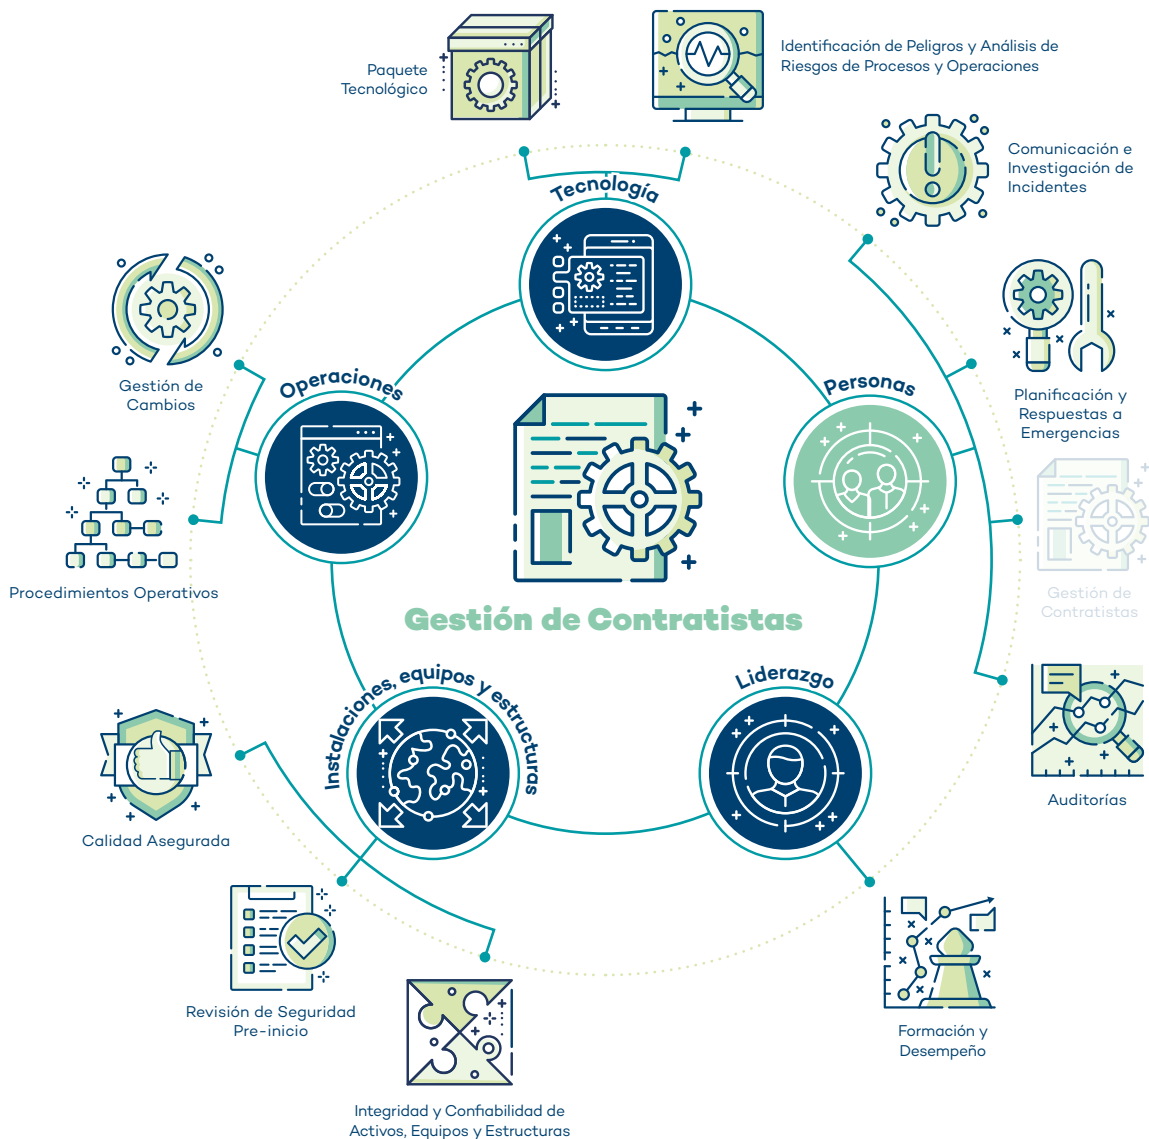 Paquete
Tecnológico
Identificación de Peligros y Análisis de
Riesgos de Procesos y Operaciones
Comunicación e
Investigación de
Incidentes
Tecnología
Gestión de
Cambios
Operaciones
Personas
Planificación y
Respuestas a
Emergencias
Procedimientos Operativos
Gestión de
Contratistas
Gestión de Contratistas
Instalaciones, equipos y estructuras
Liderazgo
Auditorías
Calidad Asegurada
Revisión de Seguridad
Pre-inicio
Formación y
Desempeño
Integridad y Confiabilidad de
Activos, Equipos y Estructuras